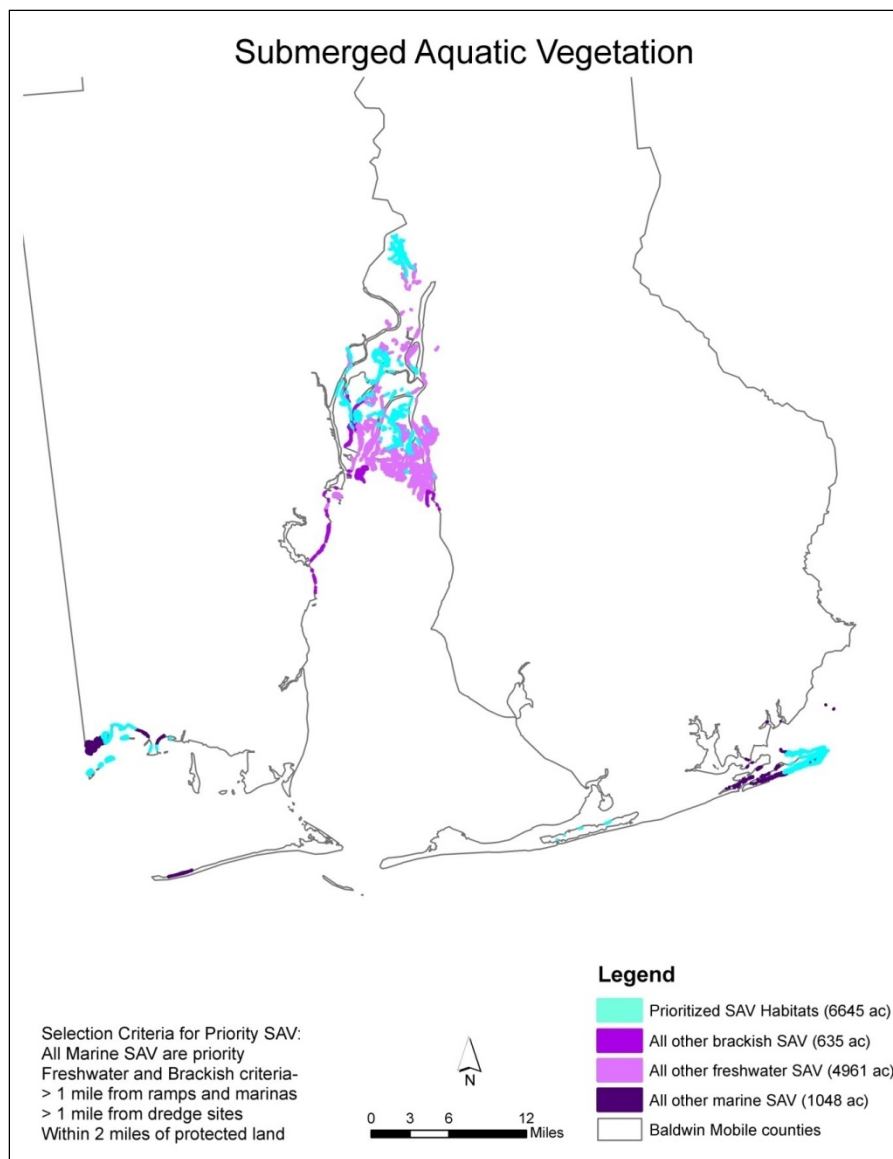 Submerged Aquatic Vegetation
Legend
Prioritized SAV Habitats (6645 ac)
All other brackish SAV (635 ac)
All other freshwater SAV (4961 ac)
All other marine SAV (1048 ac)
Baldwin Mobile counties
Selection Criteria for Priority SAV:
All Marine SAV are priority
Freshwater and Brackish criteria-
> 1 mile from ramps and marinas
> 1 mile from dredge sites
Within 2 miles of protected land
N
0 3 6 12
Miles